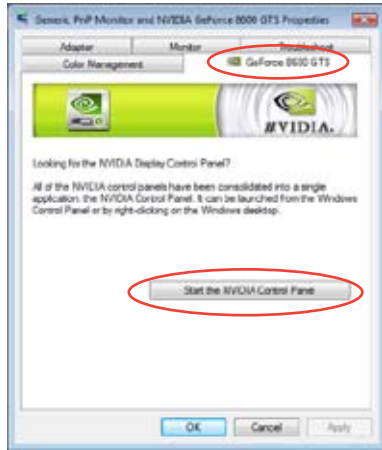 Generic PnP Monitor and NVIDIA GeForce 8600 GTS Properties
Adapter Monitor Troubleshoot
Color Management GeForce 8600 GTS
NVIDIA.
Looking for the NVIDIA Display Control Panel?
All of the NVIDIA control panels have been consolidated into a single
application: the NVIDIA Control Panel. It can be launched from the Windows
Control Panel or by right-clicking on the Windows desktop.
Start the NVIDIA Control Panel
OK Cancel Apply